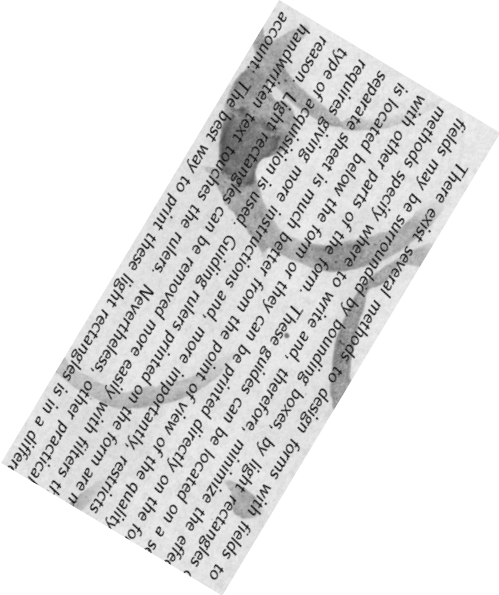 There exist several methods to design forms with fields to
fields may be surrounded by bounding boxes, by light rectangles
methods specify where to write and, therefore, minimize the effe
with other parts of the form. These guides can be located on a s
is located below the form or they can be printed directly on
separate sheet is much better from the point of view of the quality
requires giving more instructions and, more importantly, restricts
type of acquisition is used. Guiding rulers printed on the form are
reason. Light rectangles can be removed more easily with filters
handwritten text touches the rulers. Nevertheless other practica
account: The best way to print these light rectangles is in a differ